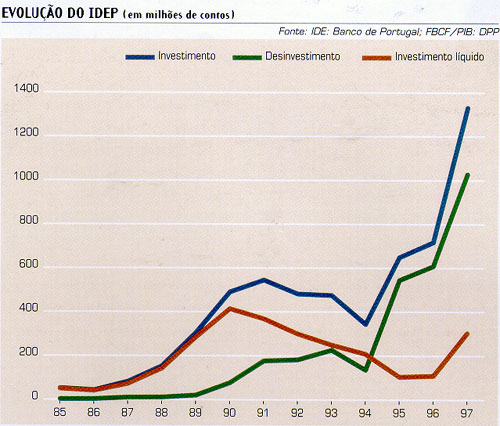 EVOLUÇÃO DO IDEP (em milhões de contos)
Fonte: IDE: Banco de Portugal; FBCF/PIB: DPP
Investimento Desinvestimento Investimento líquido
1400
1200
1000
800
600
400
200
0
85 86 87 88 89 90 91 92 93 94 95 96 97